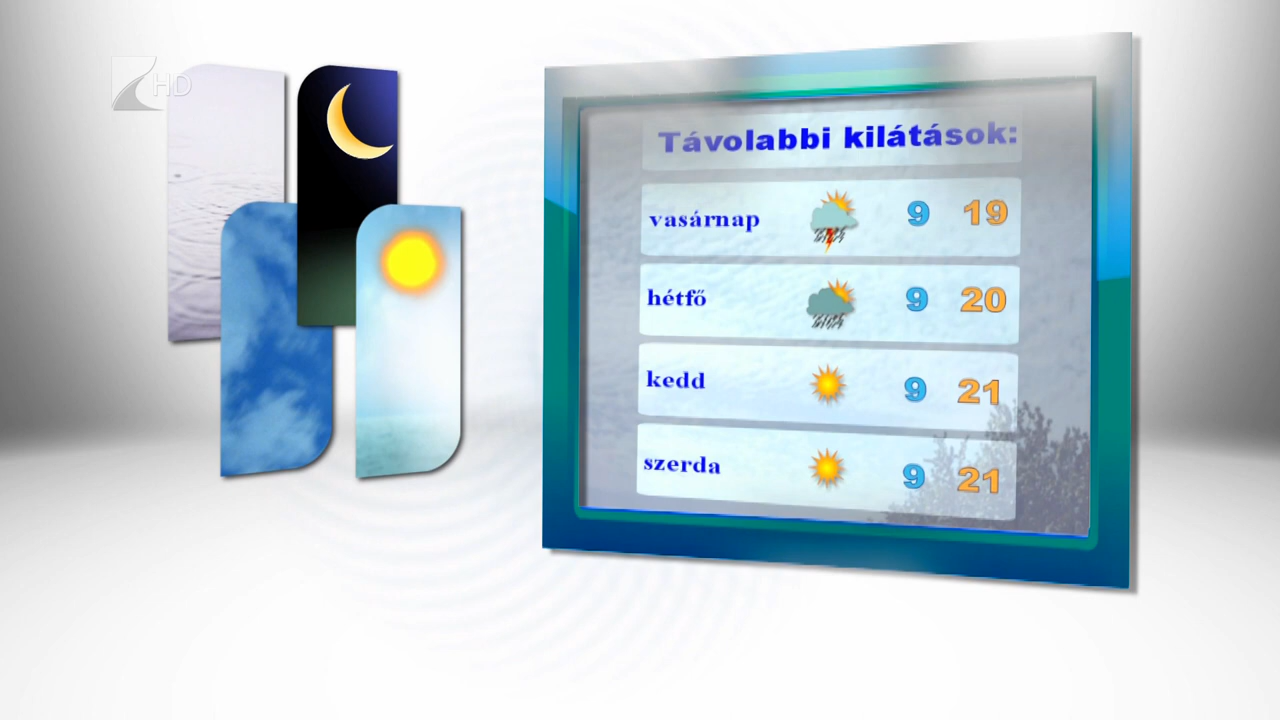 HD
Távolabbi kilátások:
vasárnap 9 19
hétfő 9 20
kedd 9 21
szerda 9 21